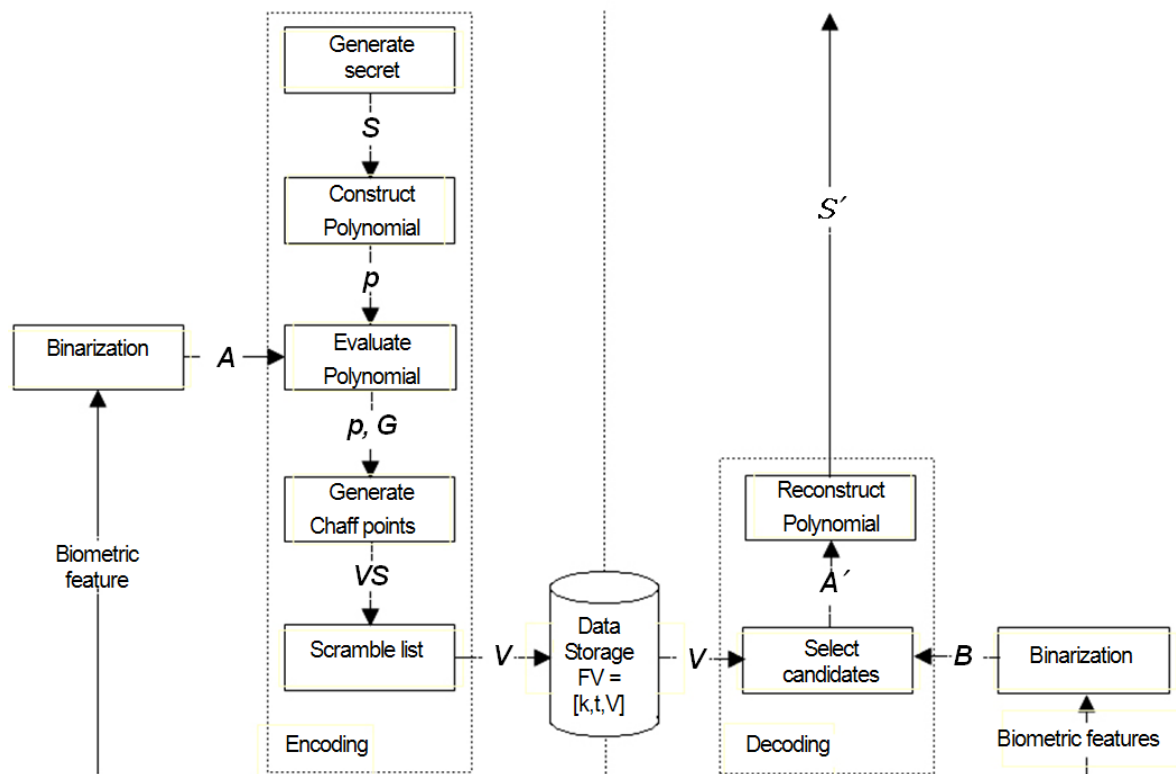 Generate
secret
S
Construct
Polynomial
p
Binarization
A
Evaluate
Polynomial
p, G
Generate
Chaff points
Biometric
feature
VS
Scramble list
V
Encoding
Data
Storage
FV =
[k,t,V]
V
S′
Reconstruct
Polynomial
A′
Select
candidates
B
Binarization
Decoding
Biometric features